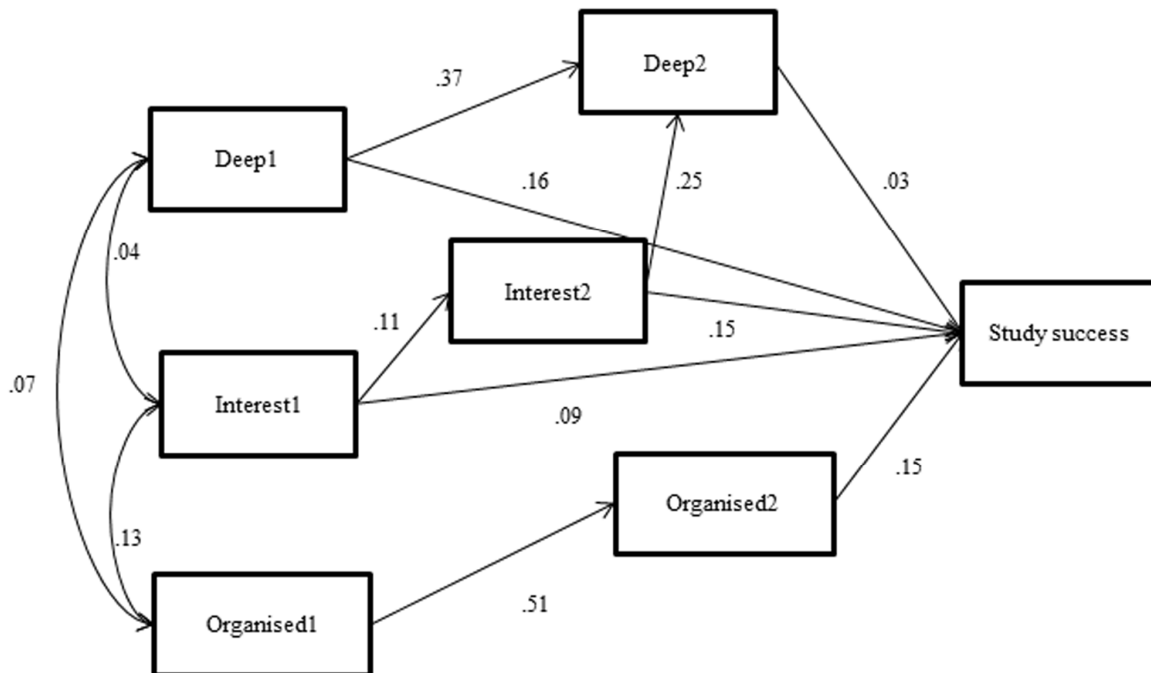 Deep2
.37
Deep1
.16
.25
.03
.04
Interest2
.11
.15
Study success
.07
Interest1
.09
.15
Organised2
.13
.51
Organised1